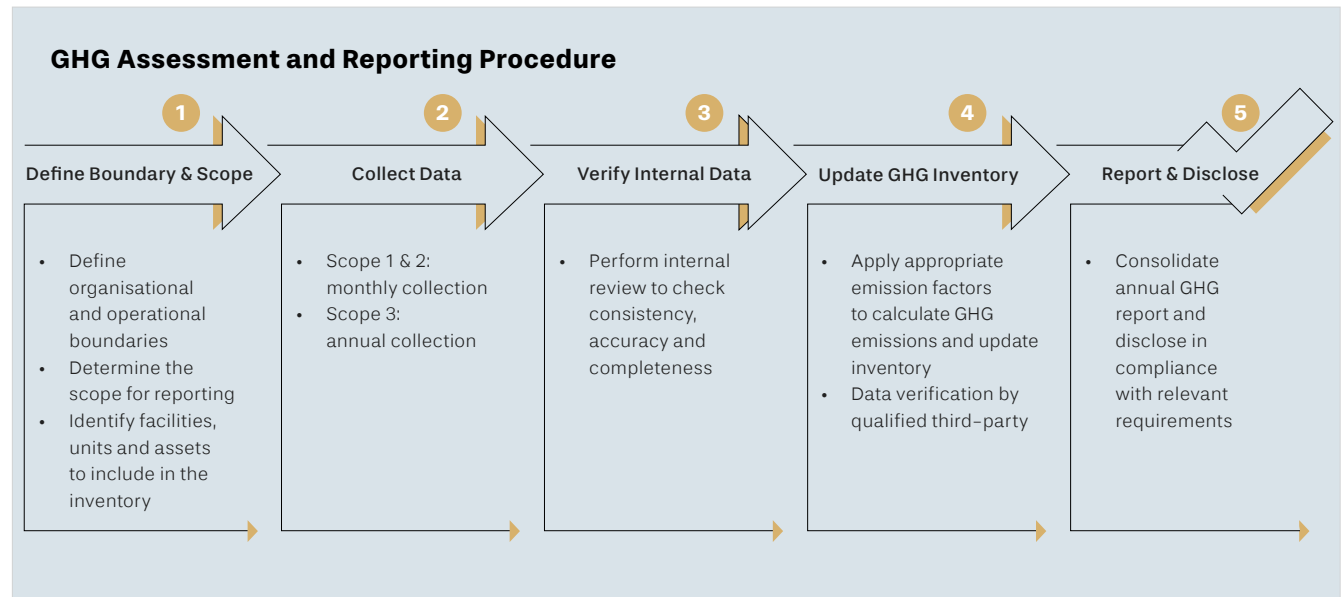 GHG Assessment and Reporting Procedure
1
Define Boundary & Scope
• Define
organisational
and operational
boundaries
• Determine the
scope for reporting
• Identify facilities,
units and assets
to include in the
inventory
2
Collect Data
• Scope 1 & 2:
monthly collection
• Scope 3:
annual collection
3
Verify Internal Data
• Perform internal
review to check
consistency,
accuracy and
completeness
4
Update GHG Inventory
• Apply appropriate
emission factors
to calculate GHG
emissions and update
inventory
• Data verification by
qualified third-party
5
Report & Disclose
• Consolidate
annual GHG
report and
disclose in
compliance
with relevant
requirements